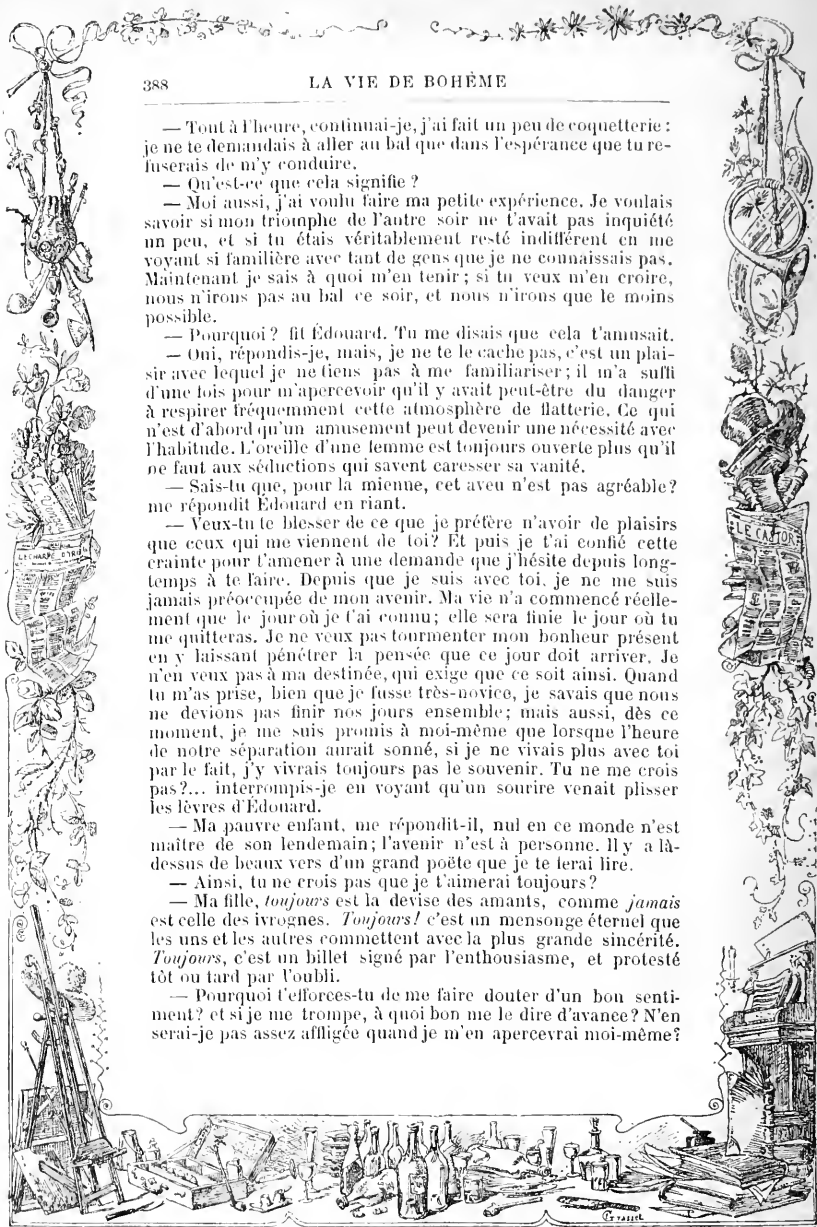 388
LA VIE DE BOHÈME
— Tout à l'heure, continuai-je, j'ai fait un peu de coquetterie :
je ne te demandais à aller au bal que dans l'espérance que tu re-
fuserais de m'y conduire.
— Qu'est-ce que cela signifie ?
— Moi aussi, j'ai voulu faire ma petite expérience. Je voulais
savoir si mon triomphe de l'autre soir ne t'avait pas inquiété
un peu, et si tu étais véritablement resté indifférent en me
voyant si familière avec tant de gens que je ne connaissais pas.
Maintenant je sais à quoi m'en tenir ; si tu veux m'en croire,
nous n'irons pas au bal ce soir, et nous n'irons que le moins
possible.
— Pourquoi ? fit Édouard. Tu me disais que cela t'amusait.
— Oui, répondis-je, mais, je ne te le cache pas, c'est un plai-
sir avec lequel je ne tiens pas à me familiariser ; il m'a suffi
d'une fois pour m'apercevoir qu'il y avait peut-être du danger
à respirer fréquemment cette atmosphère de flatterie. Ce qui
n'est d'abord qu'un amusement peut devenir une nécessité avec
l'habitude. L'oreille d'une femme est toujours ouverte plus qu'il
ne faut aux séductions qui savent caresser sa vanité.
— Sais-tu que, pour la mienne, cet aveu n'est pas agréable?
me répondit Édouard en riant.
— Veux-tu te blesser de ce que je préfère n'avoir de plaisirs
que ceux qui me viennent de toi? Et puis je t'ai confié cette
crainte pour t'amener à une demande que j'hésite depuis long-
temps à te faire. Depuis que je suis avec toi, je ne me suis
jamais préoccupée de mon avenir. Ma vie n'a commencé réelle-
ment que le jour où je t'ai connu; elle sera finie le jour où tu
me quitteras. Je ne veux pas tourmenter mon bonheur présent
en y laissant pénétrer la pensée que ce jour doit arriver. Je
n'en veux pas à ma destinée, qui exige que ce soit ainsi. Quand
tu m'as prise, bien que je fusse très-novice, je savais que nous
ne devions pas finir nos jours ensemble; mais aussi, dès ce
moment, je me suis promis à moi-même que lorsque l'heure
de notre séparation aurait sonné, si je ne vivais plus avec toi
par le fait, j'y vivrais toujours pas le souvenir. Tu ne me crois
pas?... interrompis-je en voyant qu'un sourire venait plisser
les lèvres d'Édouard.
— Ma pauvre enfant, me répondit-il, nul en ce monde n'est
maître de son lendemain; l'avenir n'est à personne. Il y a là-
dessus de beaux vers d'un grand poëte que je te ferai lire.
— Ainsi, tu ne crois pas que je t'aimerai toujours?
— Ma fille, toujours est la devise des amants, comme jamais
est celle des ivrognes. Toujours! c'est un mensonge éternel que
les uns et les autres commettent avec la plus grande sincérité.
Toujours, c'est un billet signé par l'enthousiasme, et protesté
tôt ou tard par l'oubli.
— Pourquoi t'efforces-tu de me faire douter d'un bon senti-
ment? et si je me trompe, à quoi bon me le dire d'avance? N'en
serai-je pas assez affligée quand je m'en apercevrai moi-même?
LE CASTOR